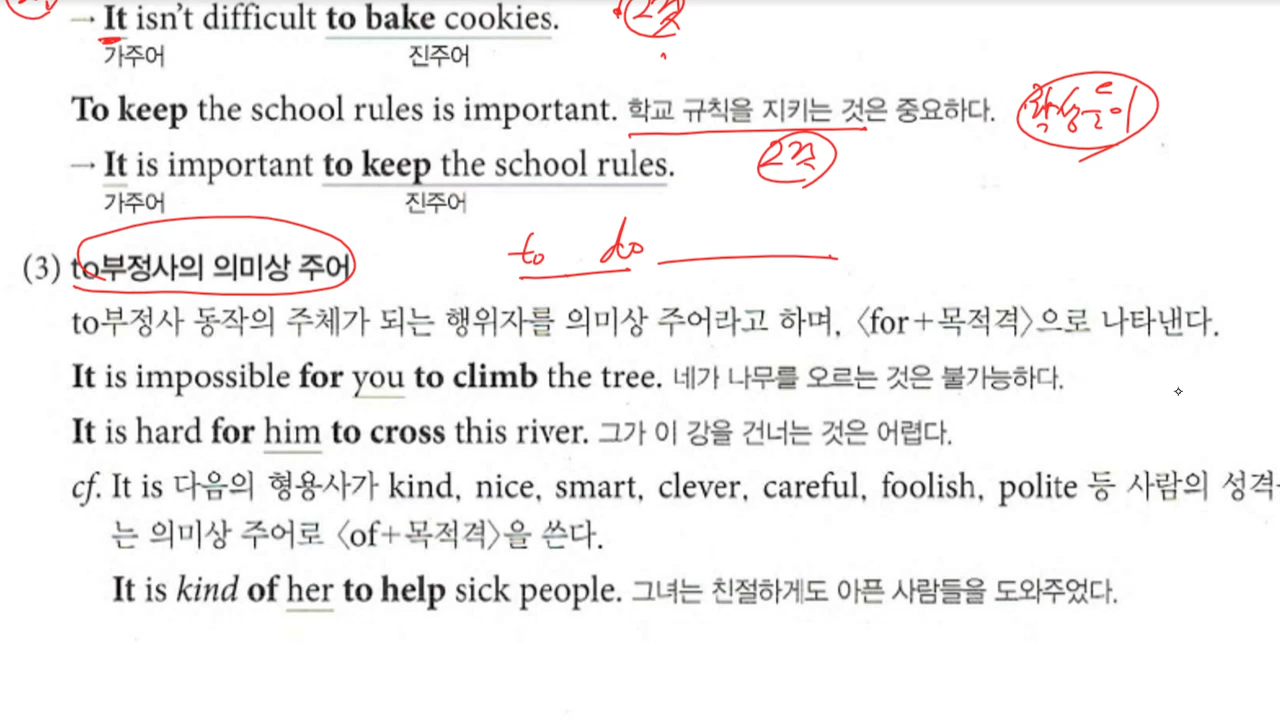 → It isn't difficult to bake cookies.
가주어 진주어
To keep the school rules is important. 학교 규칙을 지키는 것은 중요하다. 학생들이
→ It is important to keep the school rules.
가주어 진주어
to do
(3) to부정사의 의미상 주어
to부정사 동작의 주체가 되는 행위자를 의미상 주어라고 하며, 〈for+목적격〉으로 나타낸다.
It is impossible for you to climb the tree. 네가 나무를 오르는 것은 불가능하다.
It is hard for him to cross this river. 그가 이 강을 건너는 것은 어렵다.
cf. It is 다음의 형용사가 kind, nice, smart, clever, careful, foolish, polite 등 사람의 성격
는 의미상 주어로 〈of+목적격〉을 쓴다.
It is kind of her to help sick people. 그녀는 친절하게도 아픈 사람들을 도와주었다.